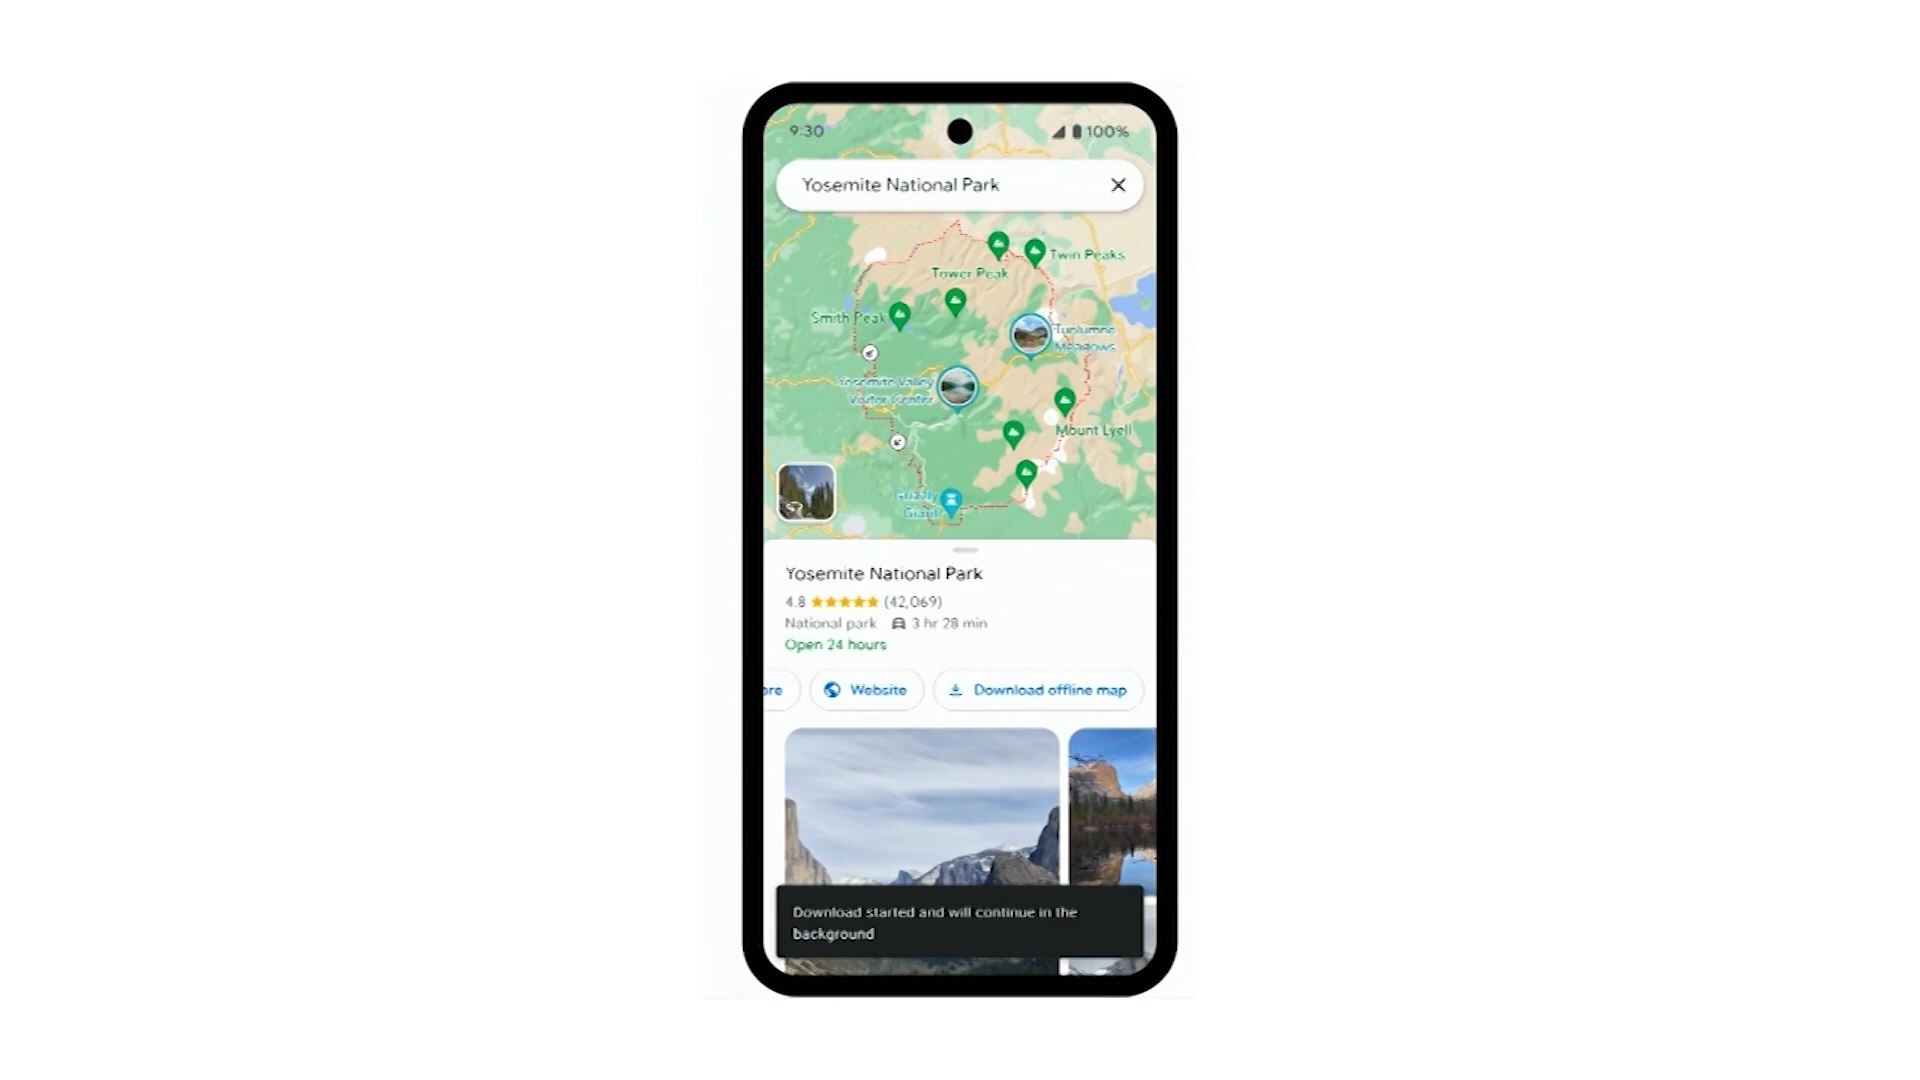 9:30 100%
Yosemite National Park
Twin Peaks
Tower Peak
Smith Peak
Tuolumne
Meadows
Yosemite Valley
Visitor Center
Mount Lyell
Grizzly
Giant
Yosemite National Park
4.8 (42,069)
National park 3 hr 28 min
Open 24 hours
ore Website Download offline map
Download started and will continue in the
background